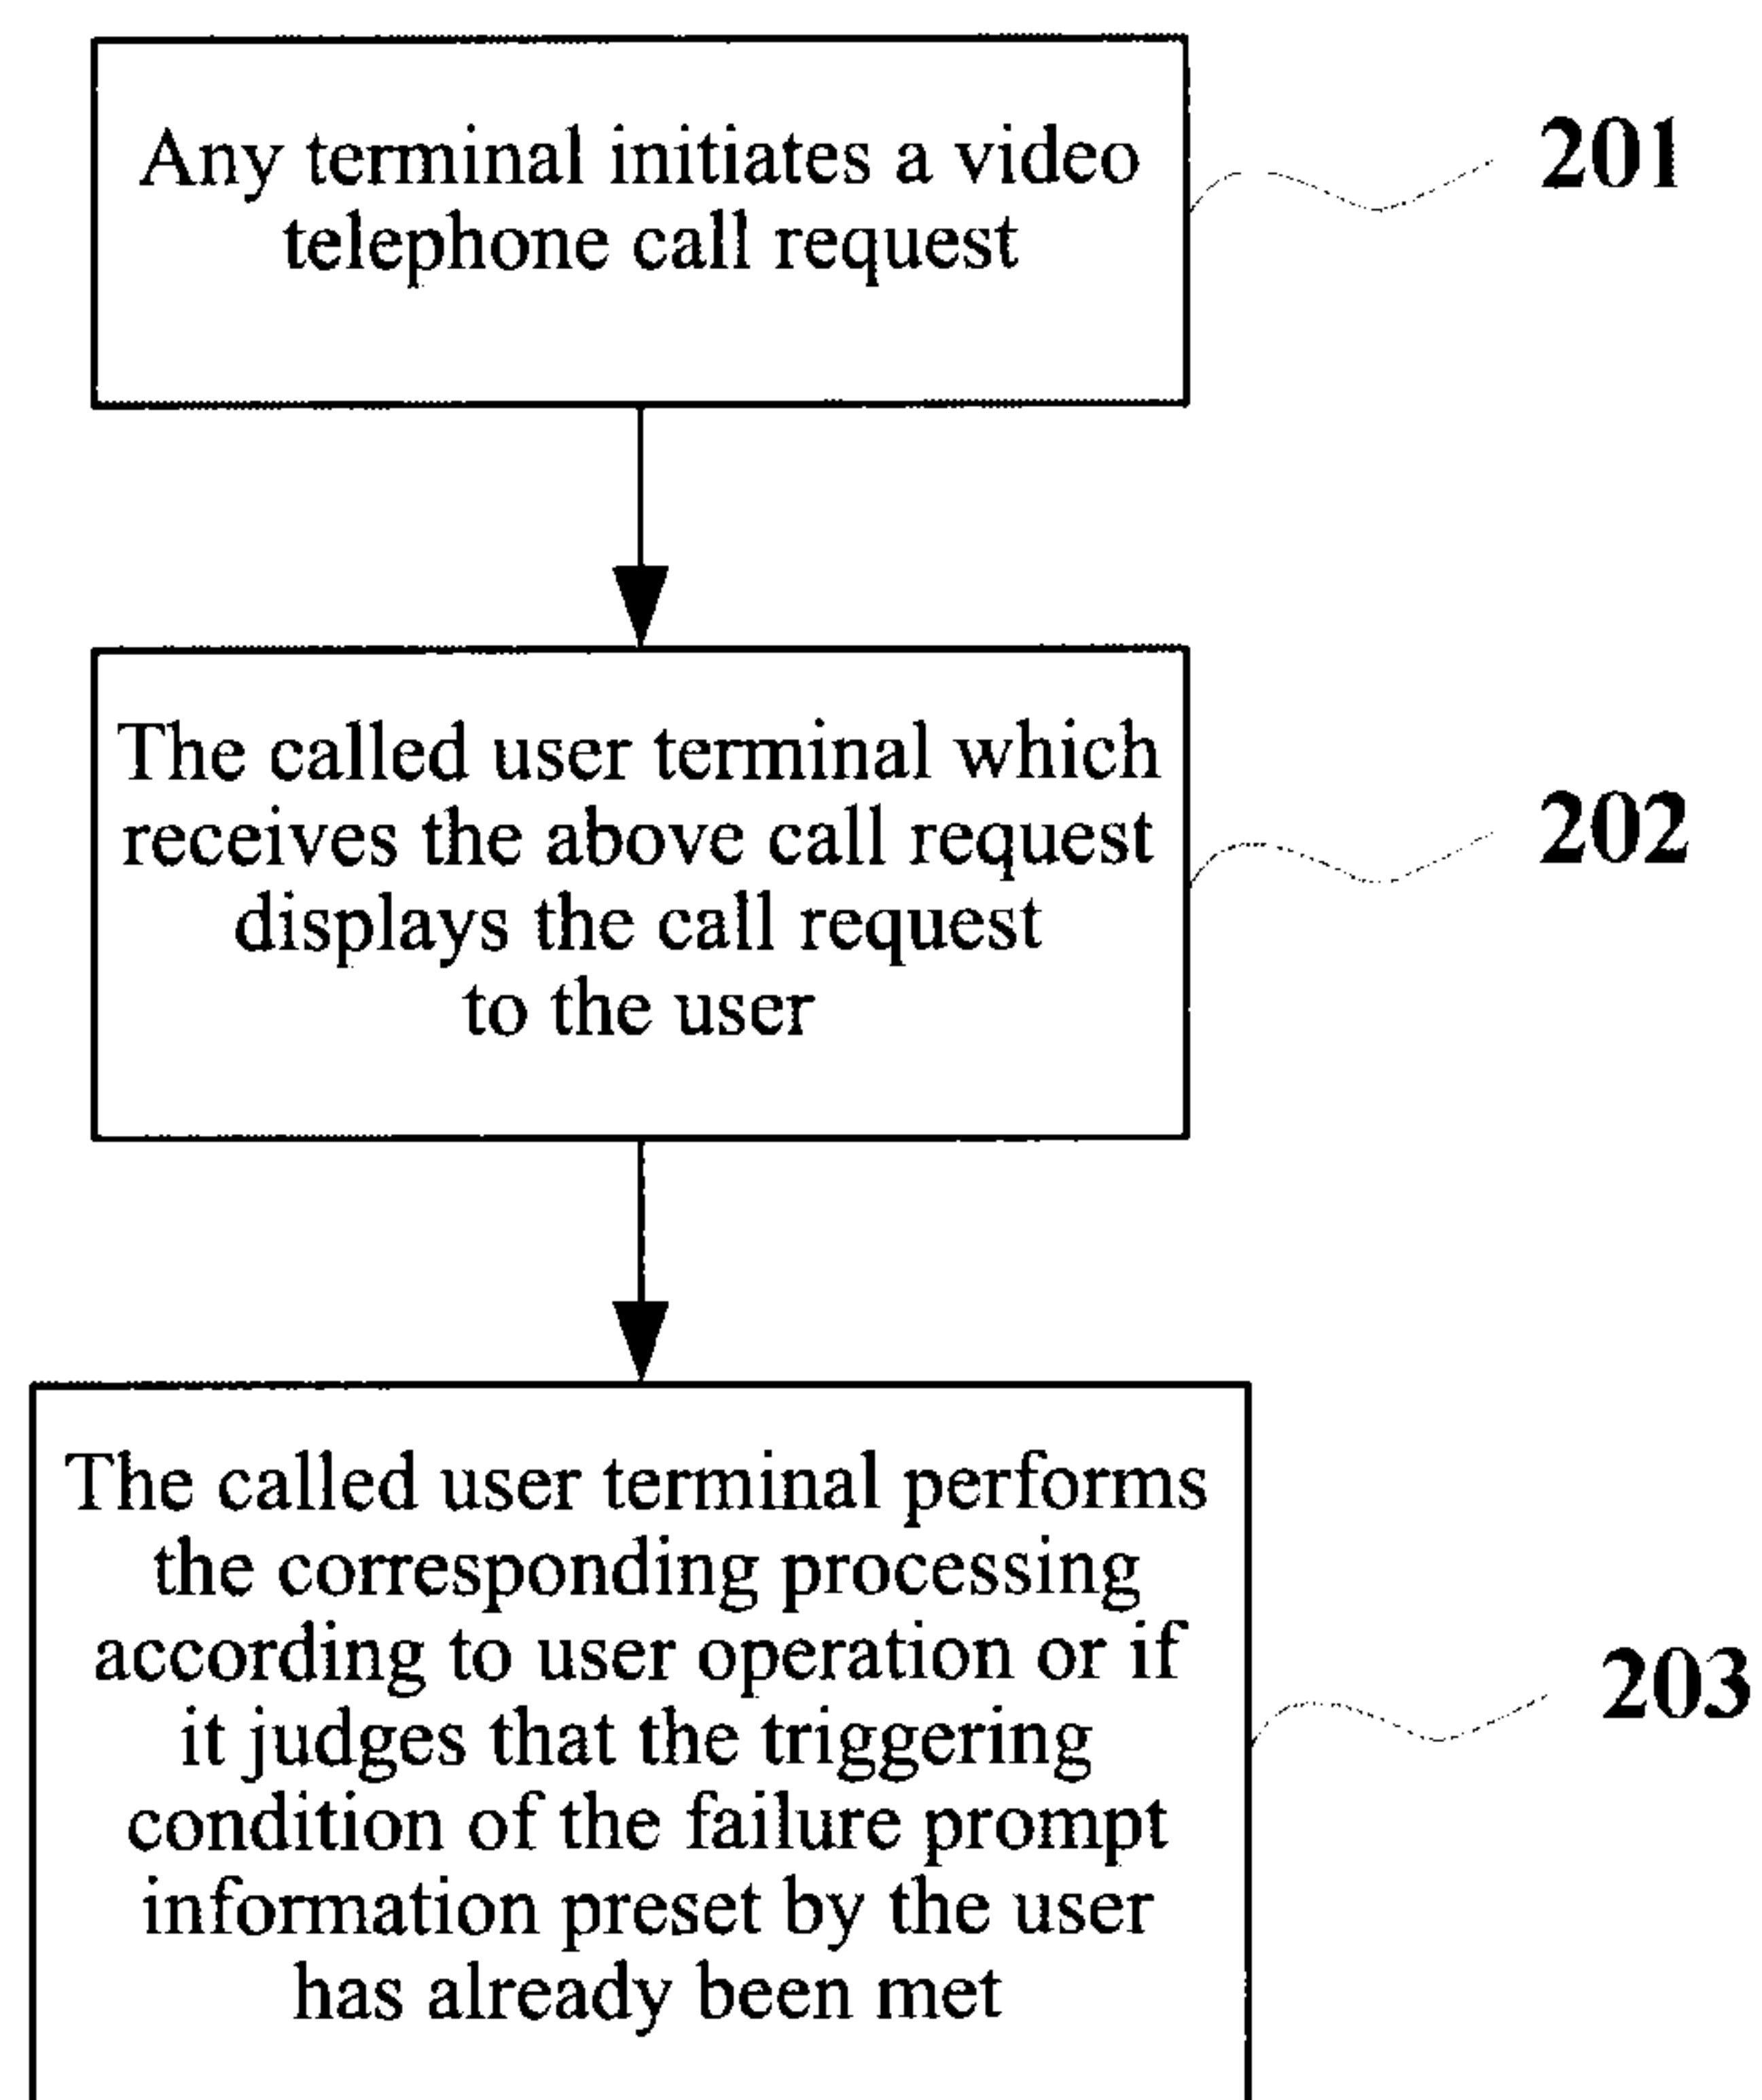 Any terminal initiates a video
telephone call request
201
The called user terminal which
receives the above call request
displays the call request
to the user
202
The called user terminal performs
the corresponding processing
according to user operation or if
it judges that the triggering
condition of the failure prompt
information preset by the user
has already been met
203